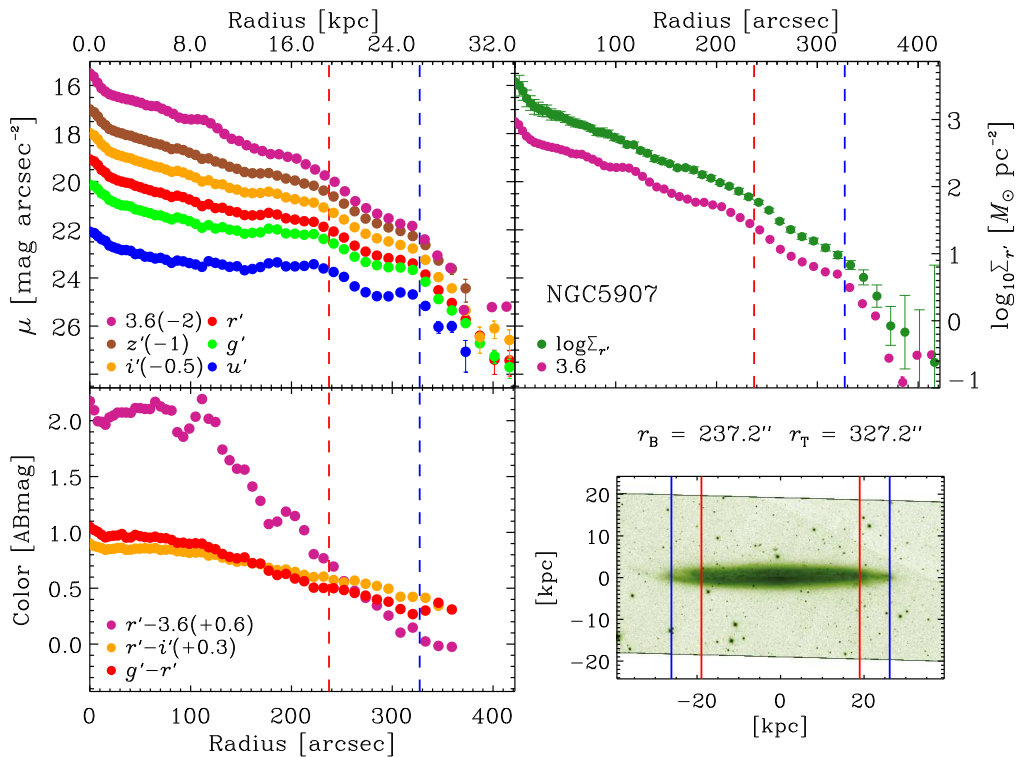 Radius [kpc] Radius [arcsec]
0.0 8.0 16.0 24.0 32.0 100 200 300 400
16
18
20
22
24
26
μ [mag arcsec⁻²]
3.6(−2) r′
z′(−1) g′
i′(−0.5) u′
3
2
1
0
−1
log₁₀Σr′ [M⊙ pc⁻²]
NGC5907
logΣr′
3.6
2.0
1.5
1.0
0.5
0.0
Color [ABmag]
r′−3.6(+0.6)
r′−i′(+0.3)
g′−r′
0 100 200 300 400
Radius [arcsec]
r_B = 237.2″ r_T = 327.2″
20
10
0
−10
−20
[kpc]
−20 0 20
[kpc]